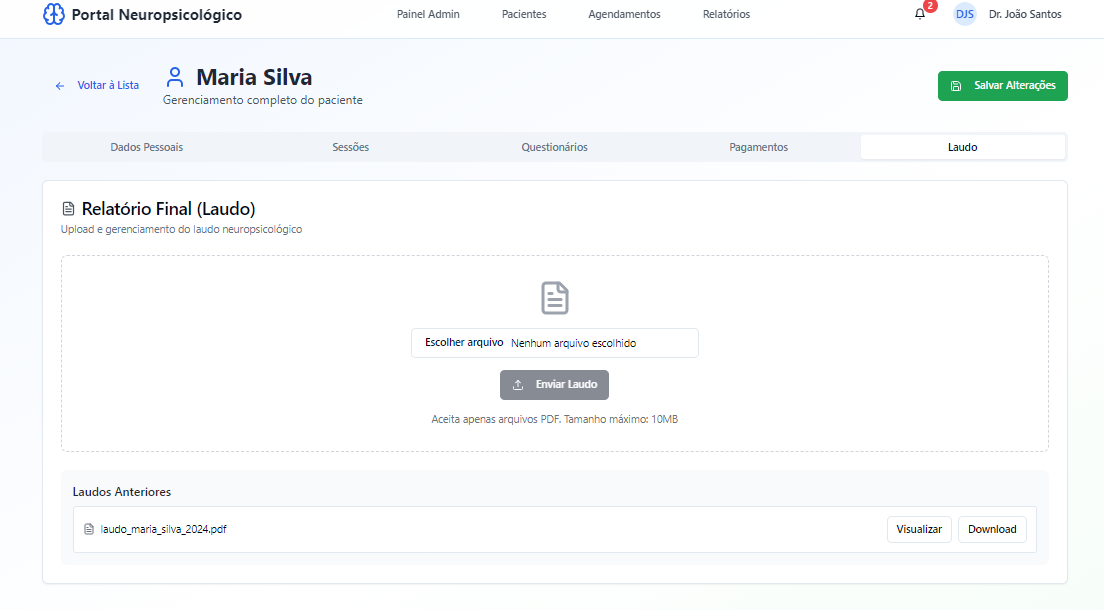 Portal Neuropsicológico
Painel Admin
Pacientes
Agendamentos
Relatórios
2
DJS
Dr. João Santos
Voltar à Lista
Maria Silva
Gerenciamento completo do paciente
Salvar Alterações
Dados Pessoais
Sessões
Questionários
Pagamentos
Laudo
Relatório Final (Laudo)
Upload e gerenciamento do laudo neuropsicológico
Escolher arquivo Nenhum arquivo escolhido
Enviar Laudo
Aceita apenas arquivos PDF. Tamanho máximo: 10MB
Laudos Anteriores
laudo_maria_silva_2024.pdf
Visualizar
Download